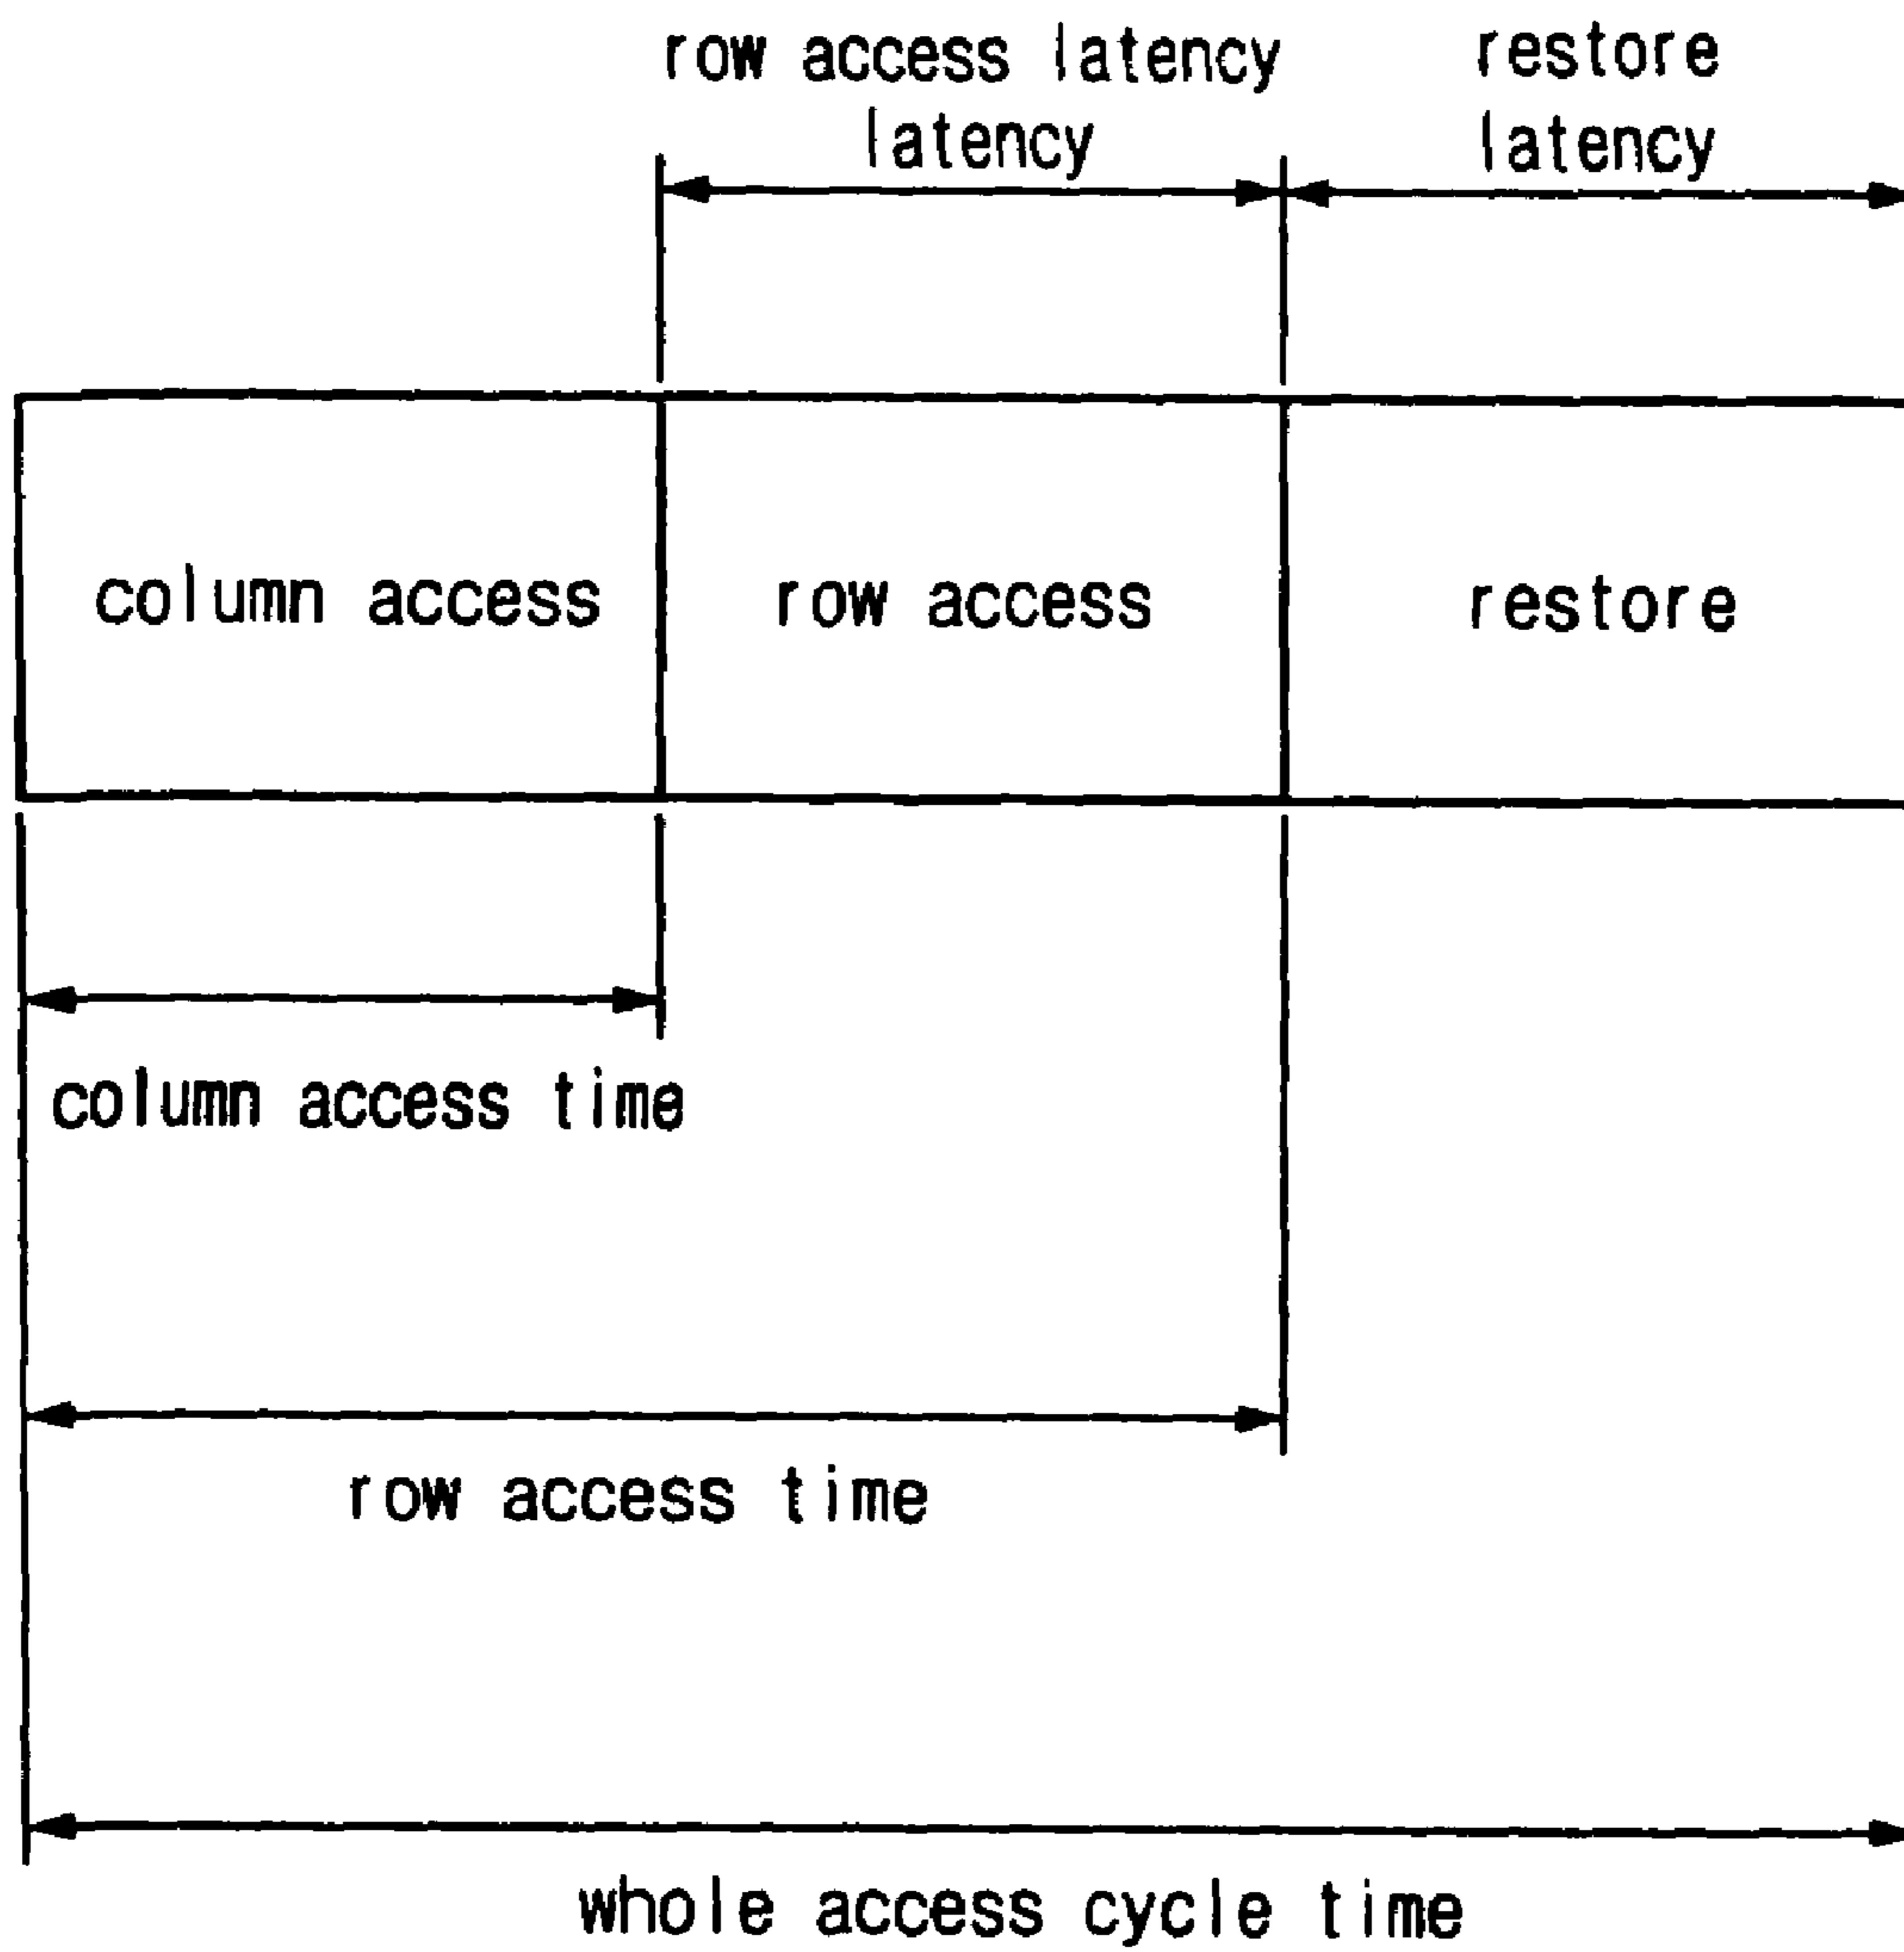 row access latency
latency
restore
latency
column access
row access
restore
column access time
row access time
whole access cycle time